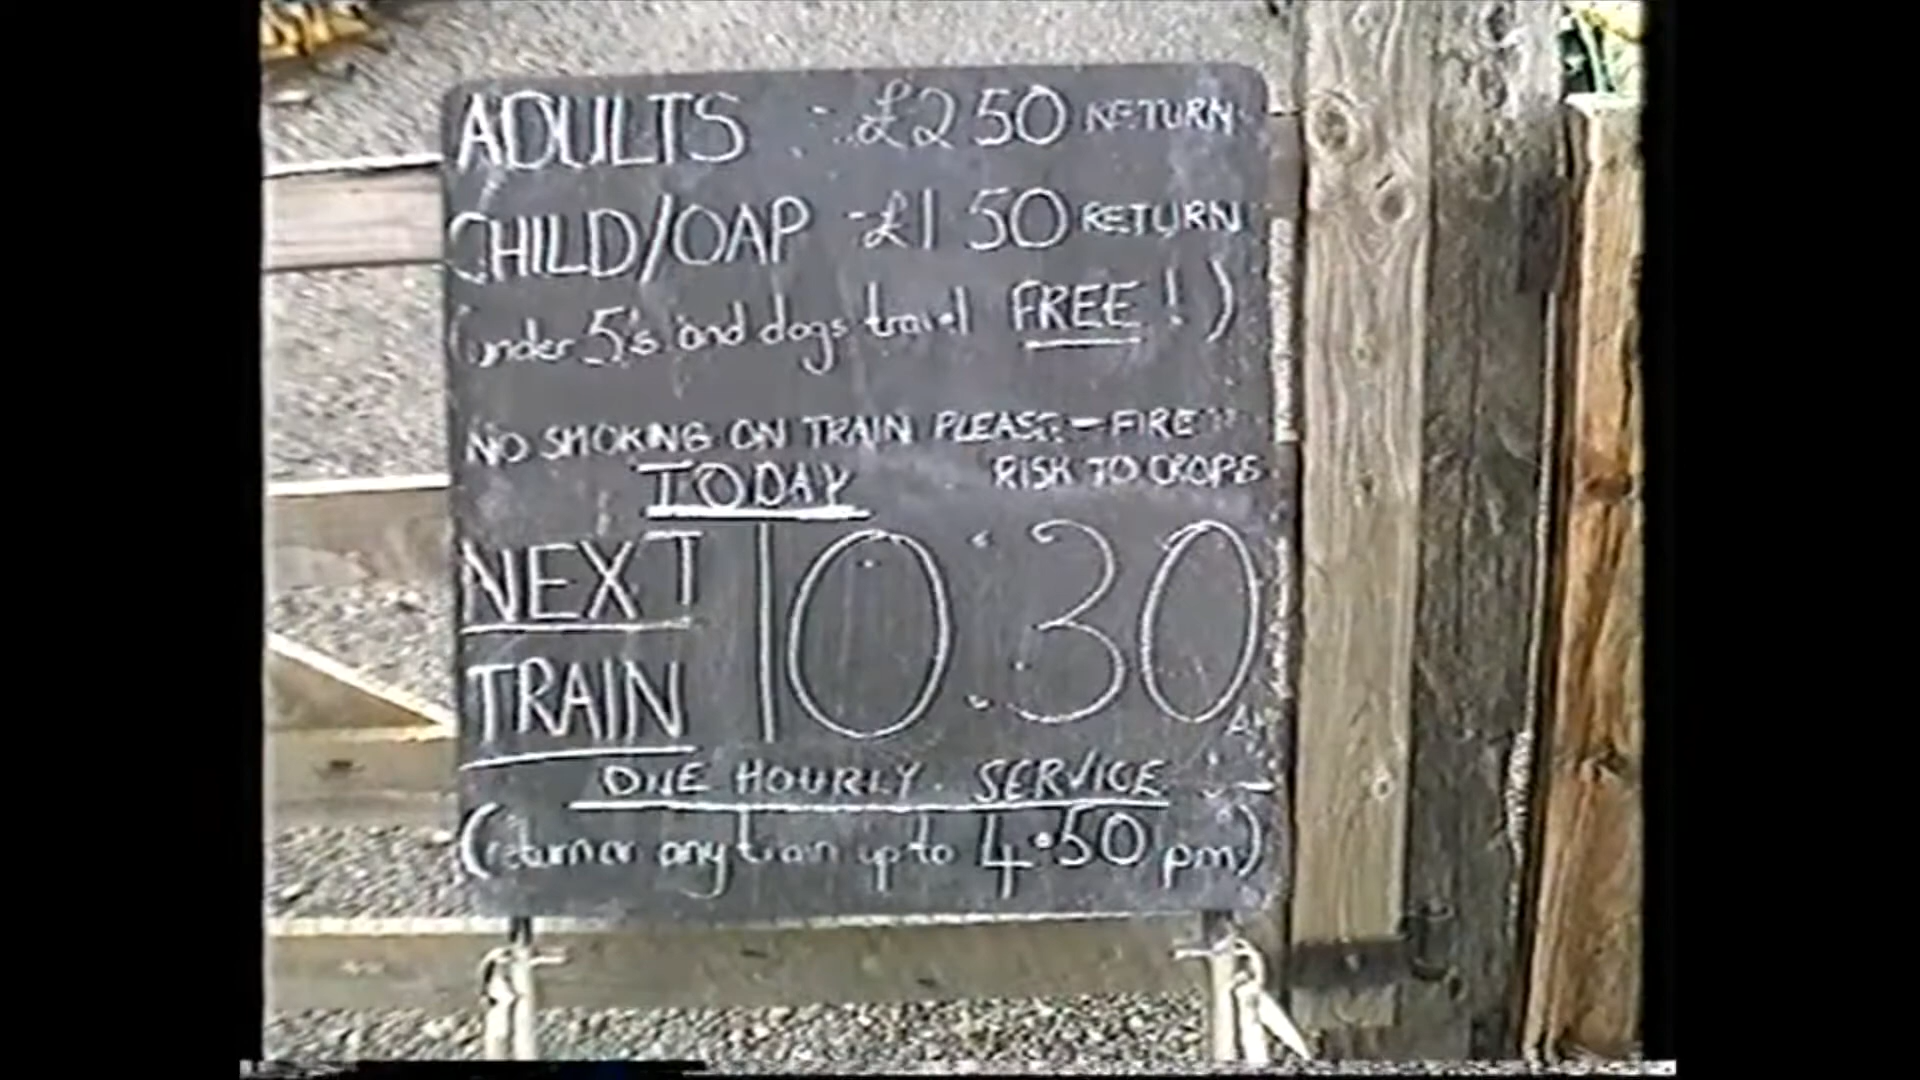 ADULTS : £2 50 RETURN
CHILD/OAP - £1 50 RETURN
(under 5's and dogs travel FREE!)
NO SMOKING ON TRAIN PLEASE - FIRE
RISK TO CROPS
TODAY
NEXT TRAIN 10:30 AM
ONE HOURLY SERVICE
(return on any train up to 4.50 pm)